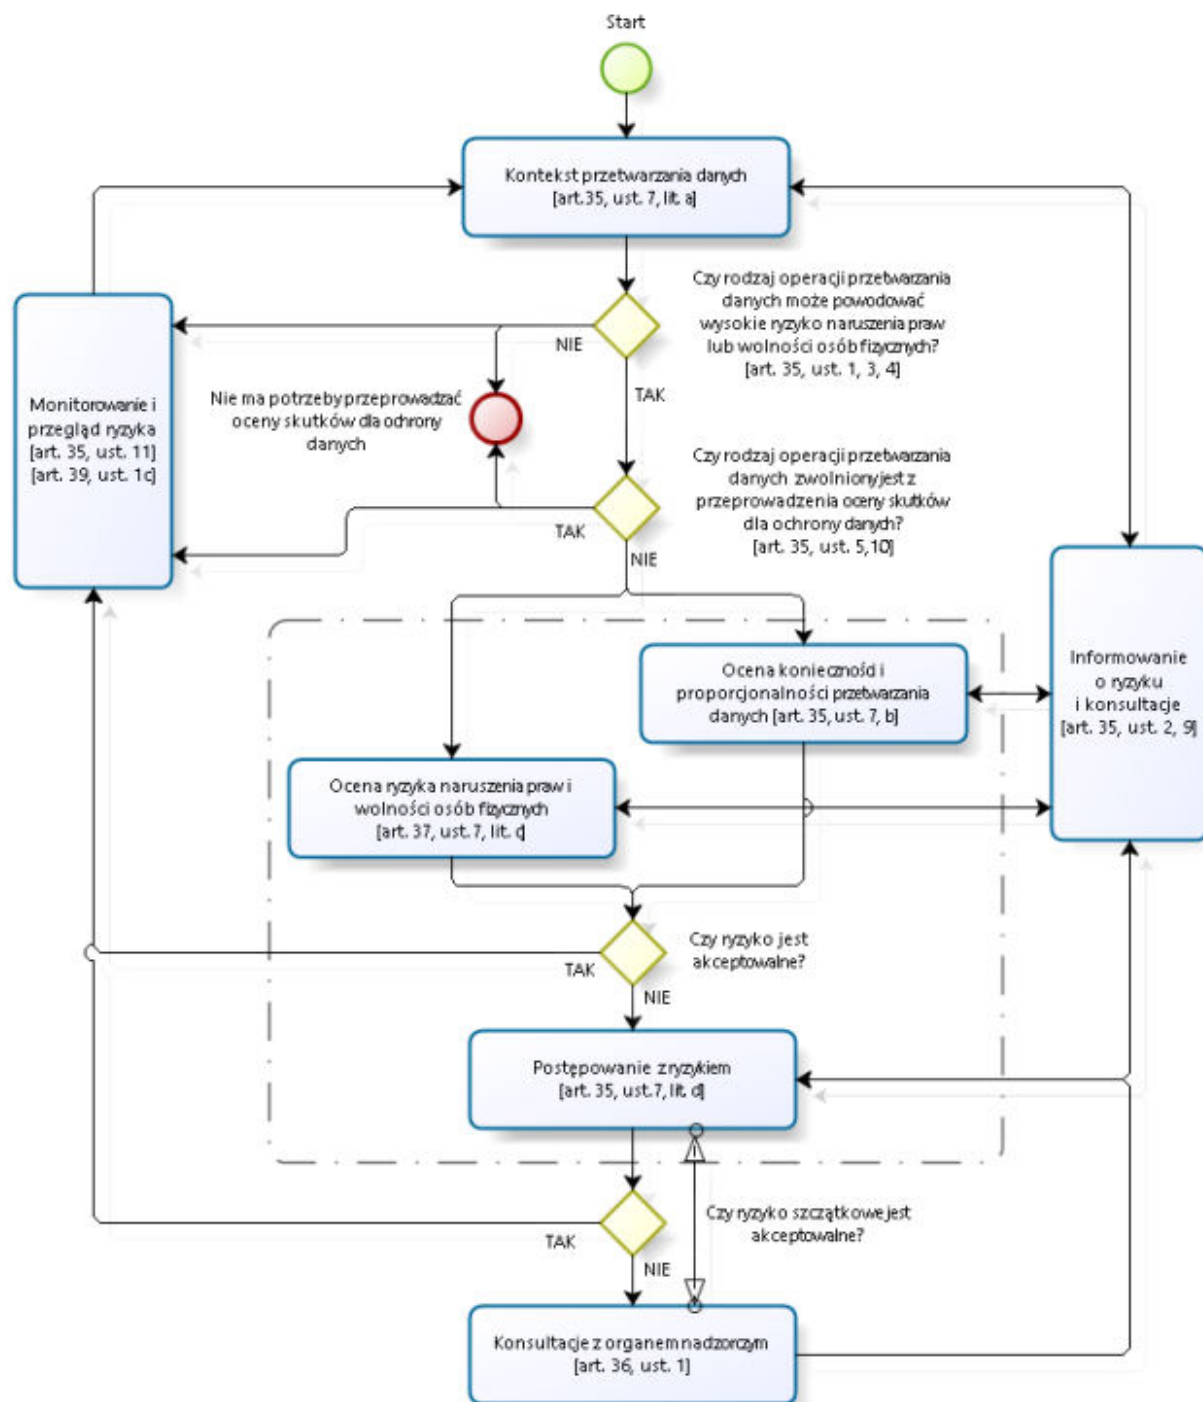 Start
Kontekst przetwarzania danych
[art.35, ust. 7, lit. a]
Czy rodzaj operacji przetwarzania
danych może powodować
wysokie ryzyko naruszenia praw
lub wolności osób fizycznych?
[art. 35, ust. 1, 3, 4]
NIE
TAK
Monitorowanie i
przegląd ryzyka
[art. 35, ust. 11]
[art. 39, ust. 1c]
Nie ma potrzeby przeprowadzać
oceny skutków dla ochrony
danych
Czy rodzaj operacji przetwarzania
danych zwolniony jest z
przeprowadzenia oceny skutków
dla ochrony danych?
[art. 35, ust. 5,10]
TAK
NIE
Ocena konieczności i
proporcjonalności przetwarzania
danych [art. 35, ust. 7, b]
Informowanie
o ryzyku
i konsultacje
[art. 35, ust. 2, 9]
Ocena ryzyka naruszenia praw i
wolności osób fizycznych
[art. 37, ust. 7, lit. c]
Czy ryzyko jest
akceptowalne?
TAK
NIE
Postępowanie z ryzykiem
[art. 35, ust.7, lit. d]
Czy ryzyko szczątkowe jest
akceptowalne?
TAK
NIE
Konsultacje z organem nadzorczym
[art. 36, ust. 1]